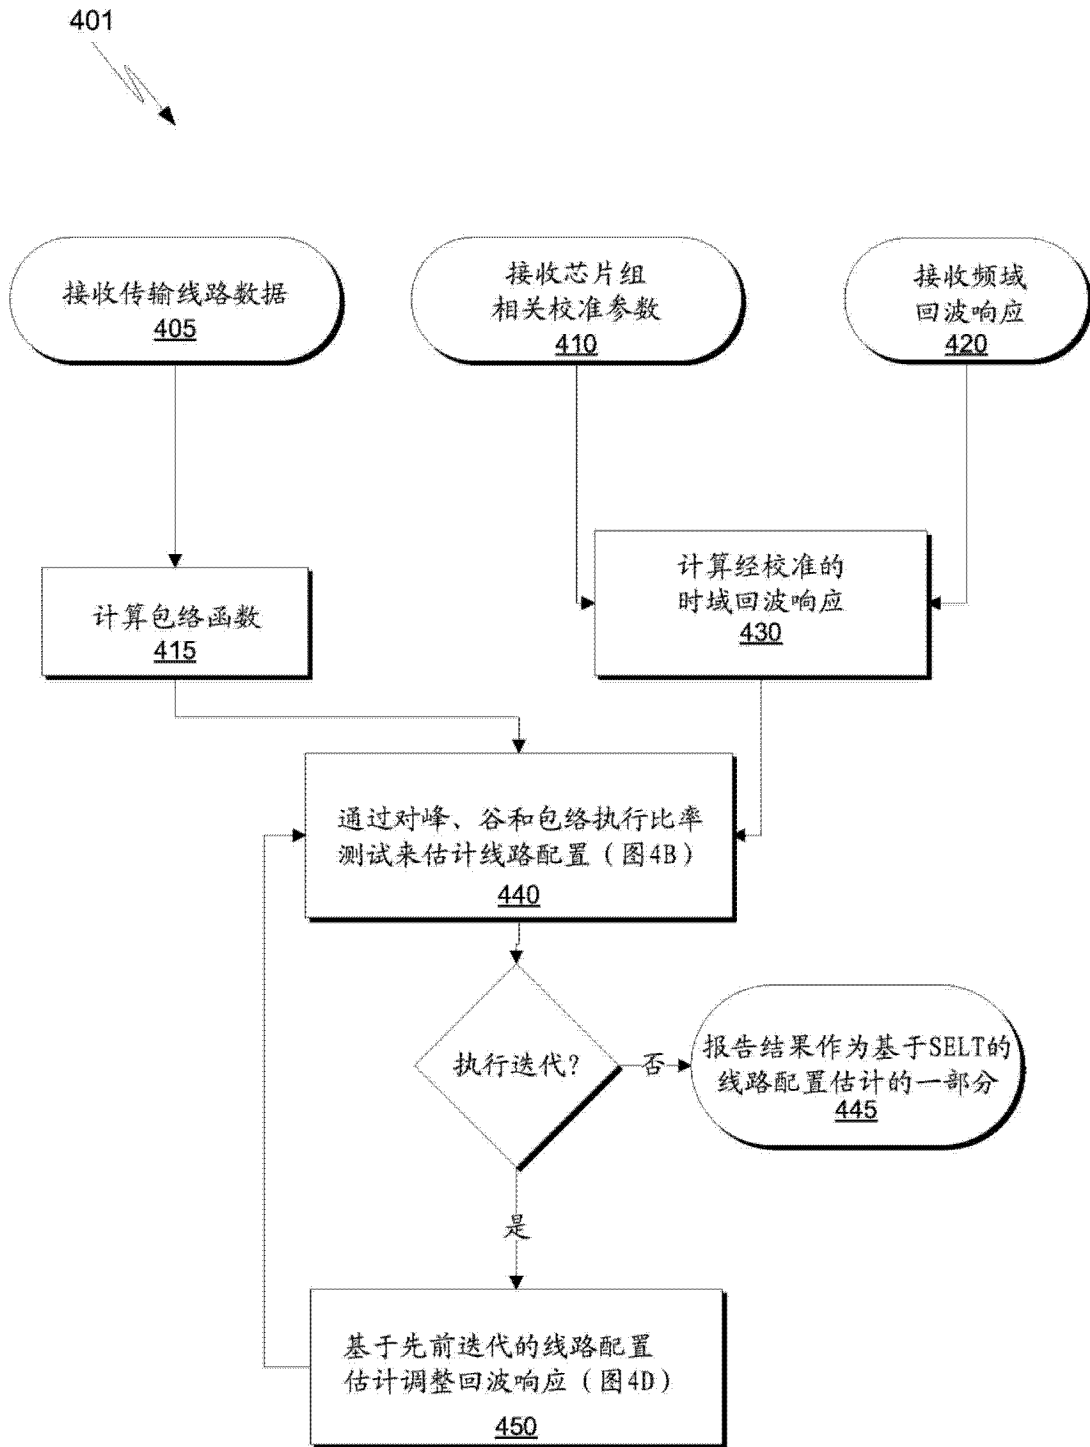 401
接收传输线路数据
405
接收芯片组
相关校准参数
410
接收频域
回波响应
420
计算包络函数
415
计算经校准的
时域回波响应
430
通过对峰、谷和包络执行比率
测试来估计线路配置（图4B）
440
执行迭代？
否
报告结果作为基于SELT的
线路配置估计的一部分
445
是
基于先前迭代的线路配置
估计调整回波响应（图4D）
450